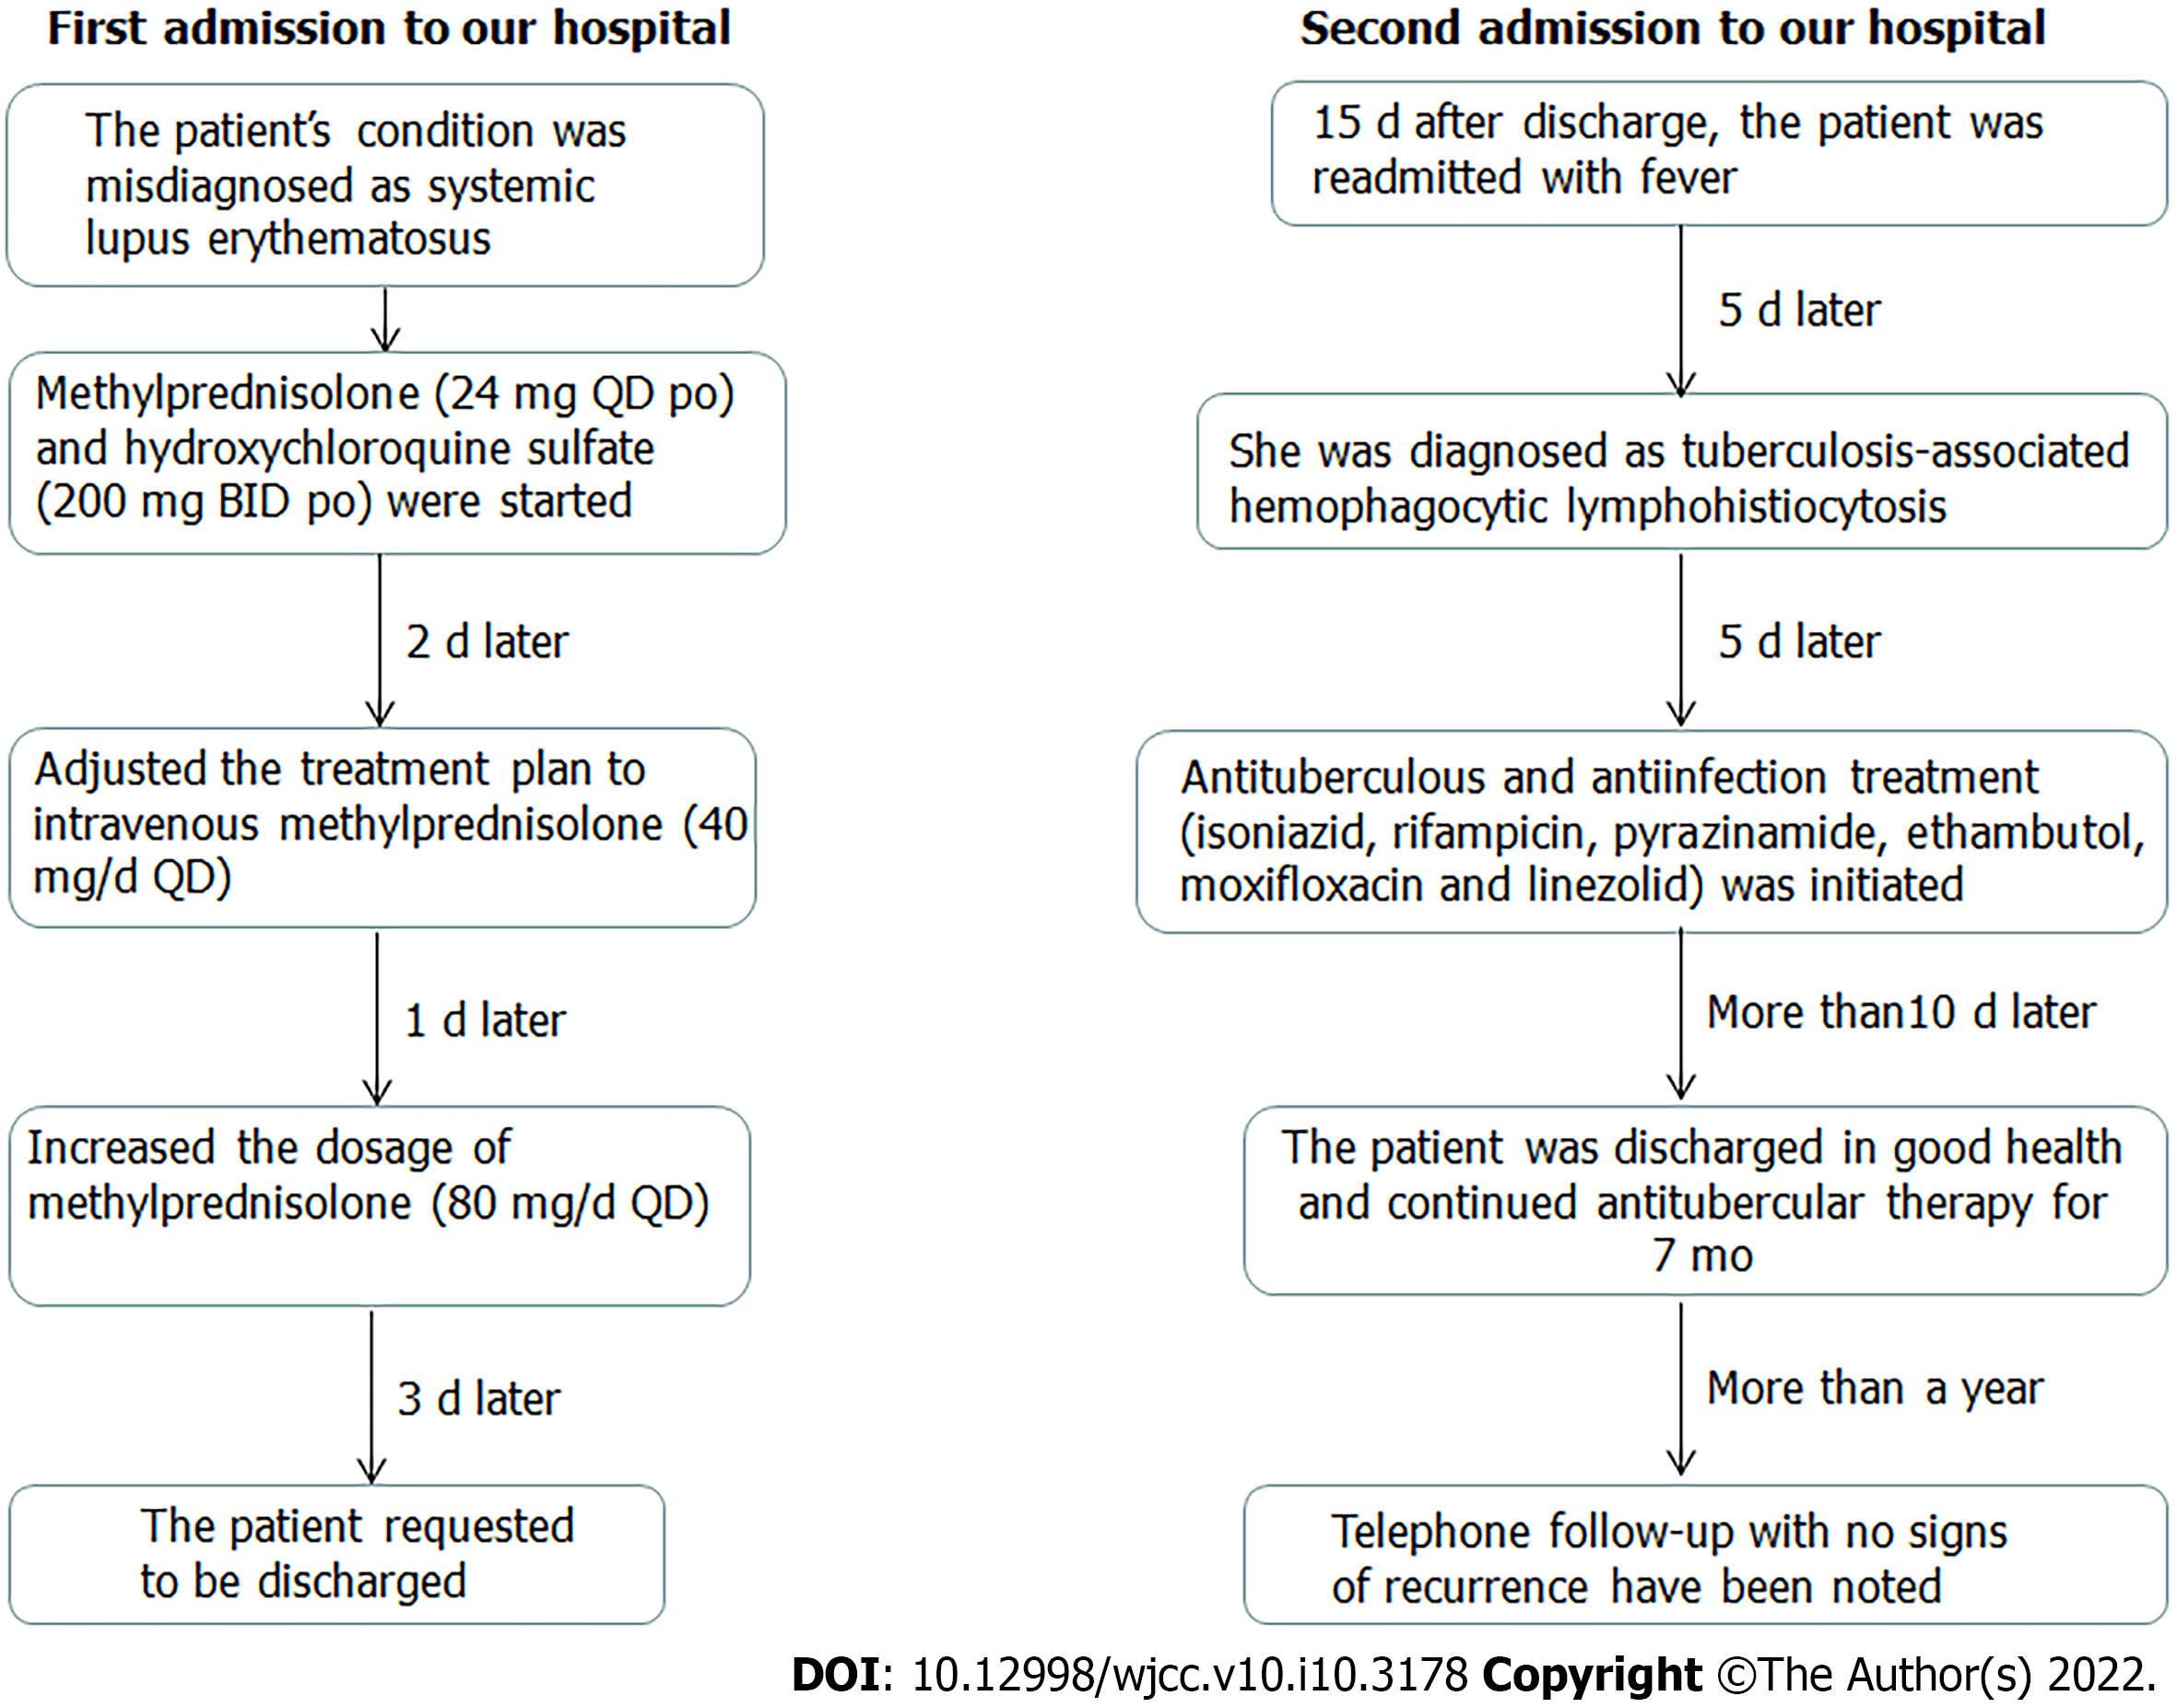 First admission to our hospital
The patient's condition was
misdiagnosed as systemic
lupus erythematosus
Methylprednisolone (24 mg QD po)
and hydroxychloroquine sulfate
(200 mg BID po) were started
2 d later
Adjusted the treatment plan to
intravenous methylprednisolone (40
mg/d QD)
1 d later
Increased the dosage of
methylprednisolone (80 mg/d QD)
3 d later
The patient requested
to be discharged
Second admission to our hospital
15 d after discharge, the patient was
readmitted with fever
5 d later
She was diagnosed as tuberculosis-associated
hemophagocytic lymphohistiocytosis
5 d later
Antituberculous and antiinfection treatment
(isoniazid, rifampicin, pyrazinamide, ethambutol,
moxifloxacin and linezolid) was initiated
More than10 d later
The patient was discharged in good health
and continued antitubercular therapy for
7 mo
More than a year
Telephone follow-up with no signs
of recurrence have been noted
DOI: 10.12998/wjcc.v10.i10.3178 Copyright ©The Author(s) 2022.